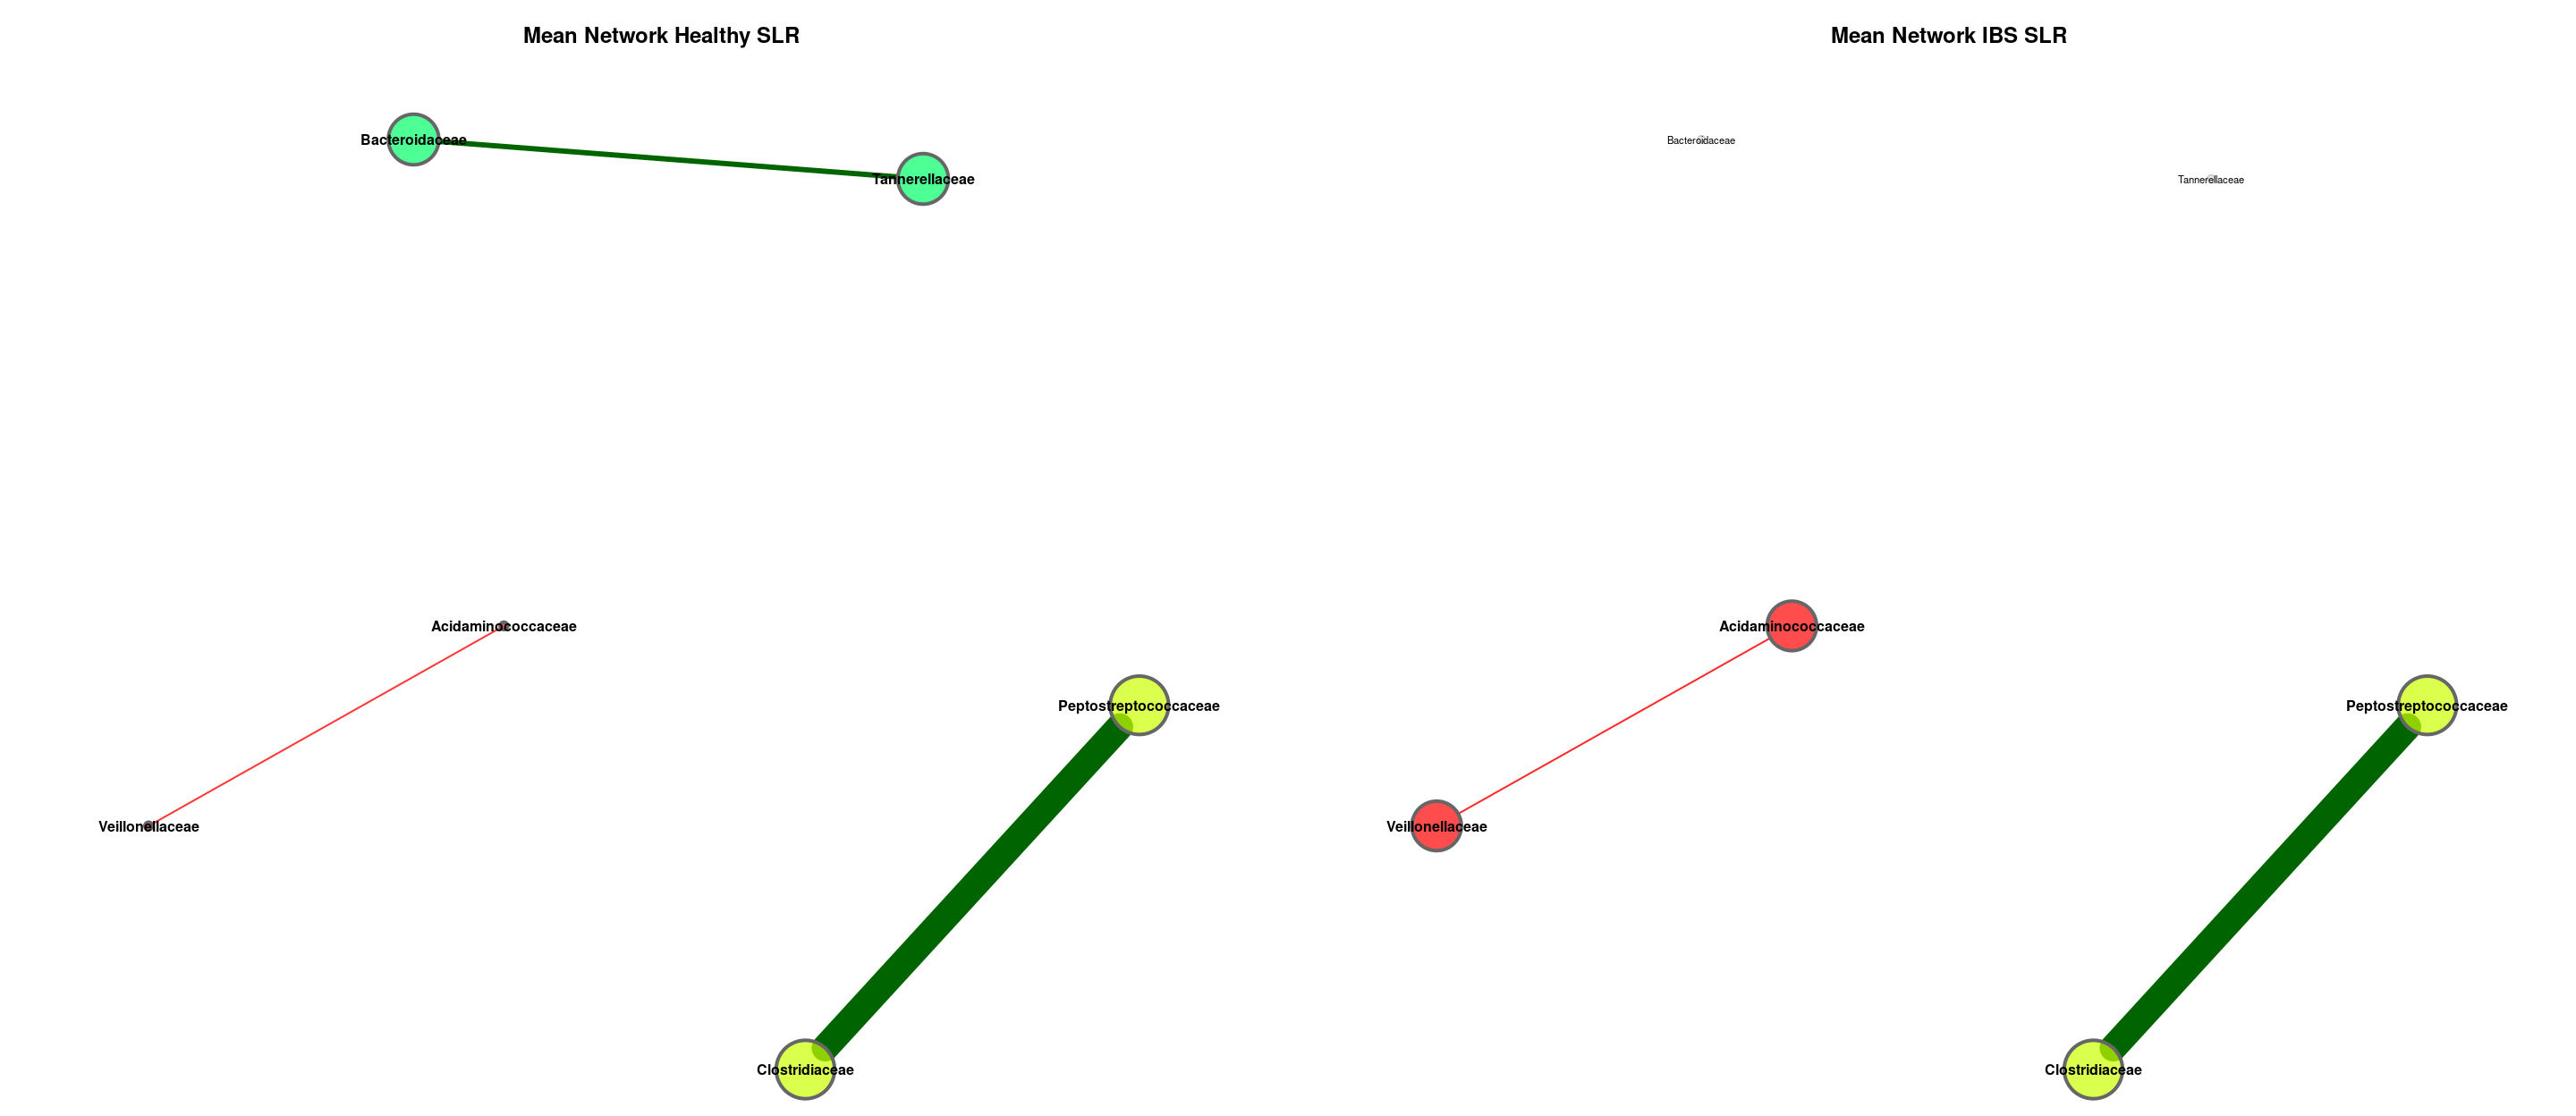 Mean Network Healthy SLR
Bacteroidaceae
Tannerellaceae
Acidaminococcaceae
Peptostreptococcaceae
Veillonellaceae
Clostridiaceae
Mean Network IBS SLR
Bacteroidaceae
Tannerellaceae
Acidaminococcaceae
Peptostreptococcaceae
Veillonellaceae
Clostridiaceae